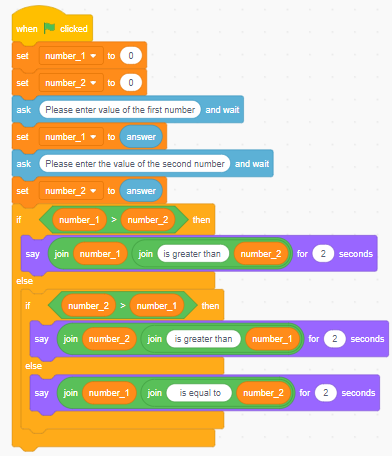 when clicked
set number_1 to 0
set number_2 to 0
ask Please enter value of the first number and wait
set number_1 to answer
ask Please enter the value of the second number and wait
set number_2 to answer
if number_1 > number_2 then
say join number_1 join is greater than number_2 for 2 seconds
else
if number_2 > number_1 then
say join number_2 join is greater than number_1 for 2 seconds
else
say join number_1 join is equal to number_2 for 2 seconds